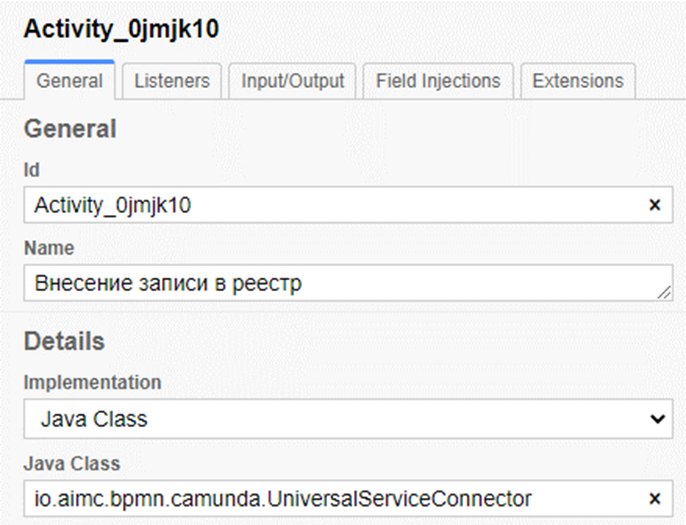 Activity_0jmjk10
General Listeners Input/Output Field Injections Extensions
General
Id
Activity_0jmjk10
Name
Внесение записи в реестр
Details
Implementation
Java Class
Java Class
io.aimc.bpmn.camunda.UniversalServiceConnector